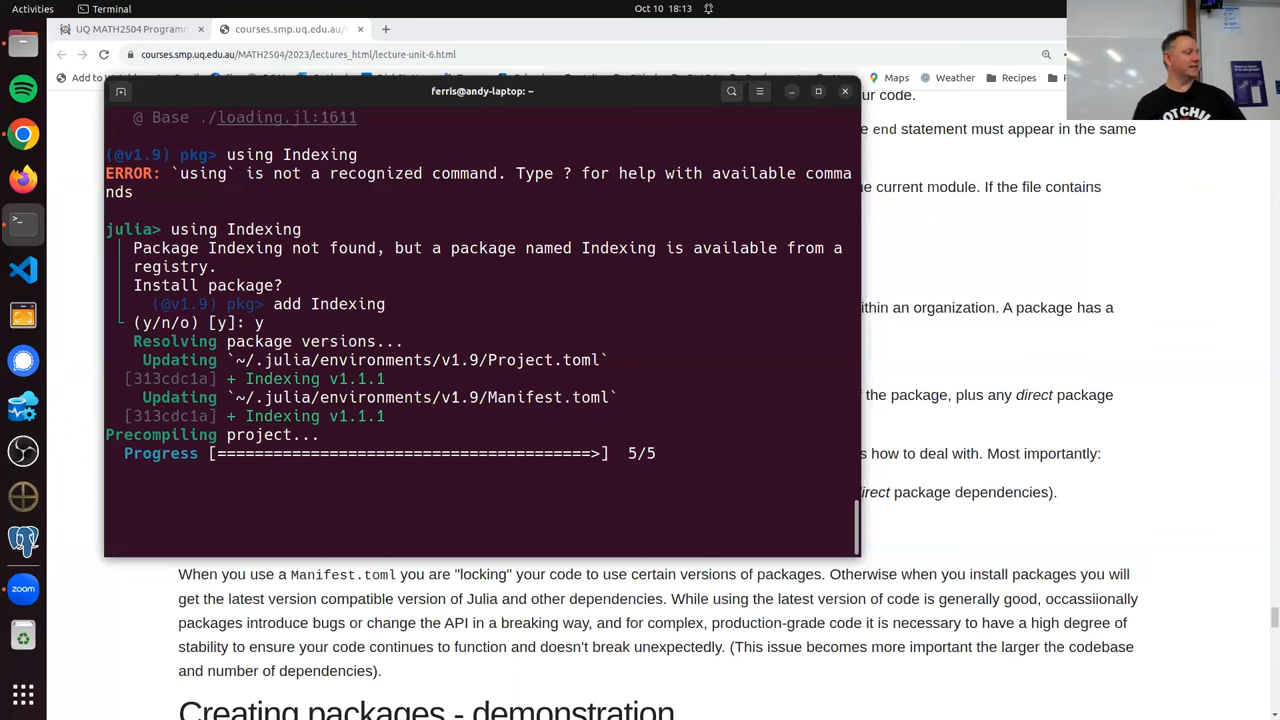 Activities
Terminal
Oct 10 18:13
UQ MATH2504 Programm
courses.smp.uq.edu.au/
courses.smp.uq.edu.au/MATH2504/2023/lectures_html/lecture-unit-6.html
Add to
Maps
Weather
Recipes
ferris@andy-laptop: ~
ur code.
@ Base ./loading.jl:1611
e end statement must appear in the same
(@v1.9) pkg> using Indexing
ERROR: `using` is not a recognized command. Type ? for help with available comma
nds
he current module. If the file contains
julia> using Indexing
Package Indexing not found, but a package named Indexing is available from a
registry.
Install package?
(@v1.9) pkg> add Indexing
ithin an organization. A package has a
(y/n/o) [y]: y
Resolving package versions...
Updating `~/.julia/environments/v1.9/Project.toml`
[313cdc1a] + Indexing v1.1.1
Updating `~/.julia/environments/v1.9/Manifest.toml`
f the package, plus any direct package
[313cdc1a] + Indexing v1.1.1
Precompiling project...
Progress [========================================>] 5/5
s how to deal with. Most importantly:
irect package dependencies).
When you use a Manifest.toml you are "locking" your code to use certain versions of packages. Otherwise when you install packages you will
get the latest version compatible version of Julia and other dependencies. While using the latest version of code is generally good, occassiionally
packages introduce bugs or change the API in a breaking way, and for complex, production-grade code it is necessary to have a high degree of
stability to ensure your code continues to function and doesn't break unexpectedly. (This issue becomes more important the larger the codebase
and number of dependencies).
Creating packages - demonstration
zoom